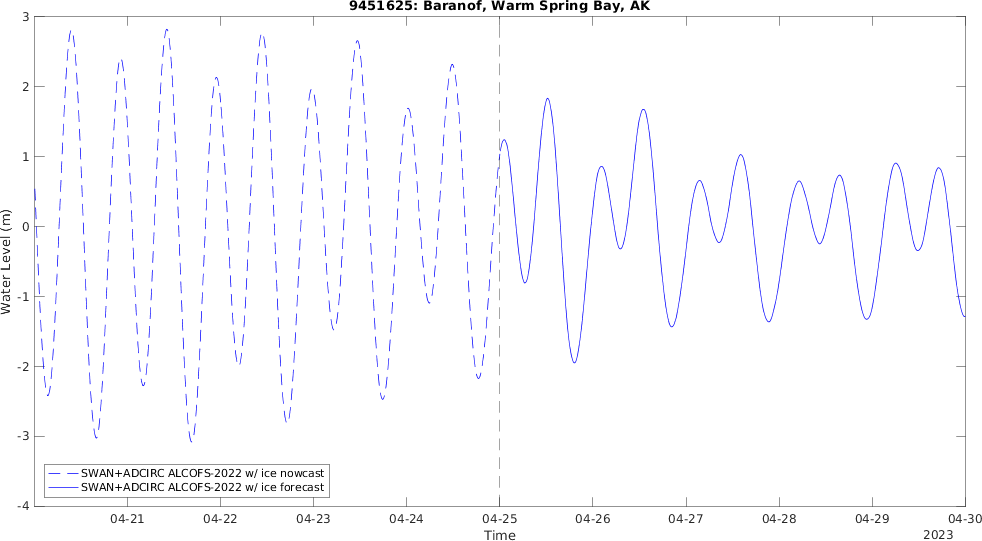 9451625: Baranof, Warm Spring Bay, AK
Water Level (m)
3
2
1
0
-1
-2
-3
-4
SWAN+ADCIRC ALCOFS-2022 w/ ice nowcast
SWAN+ADCIRC ALCOFS-2022 w/ ice forecast
04-21 04-22 04-23 04-24 04-25 04-26 04-27 04-28 04-29 04-30
Time
2023